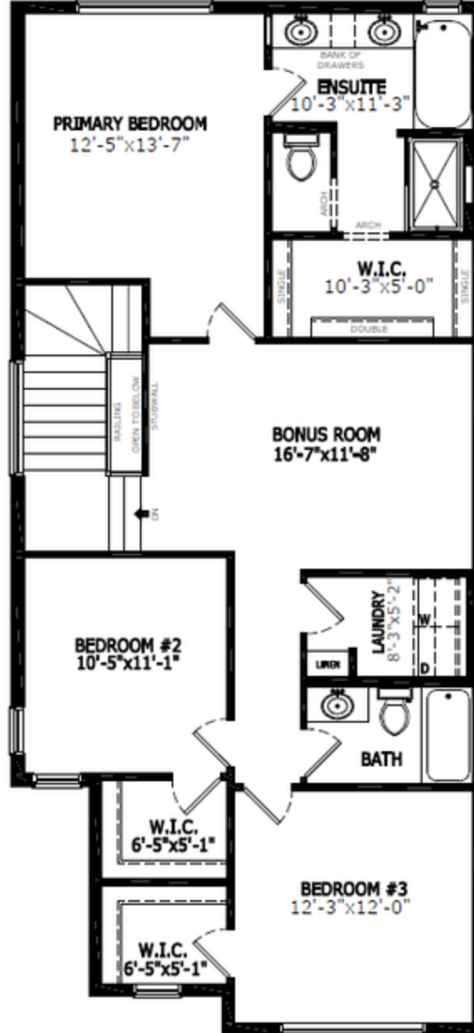 BANK OF
DRAWERS
ENSUITE
10'-3"x11'-3"
PRIMARY BEDROOM
12'-5"x13'-7"
ARCH
ARCH
W.I.C.
10'-3"x5'-0"
SINGLE
SINGLE
DOUBLE
RAILING
OPEN TO BELOW
STUBWALL
BONUS ROOM
16'-7"x11'-8"
DN
LAUNDRY
8'-3"x5'-2"
W
D
LINEN
BEDROOM #2
10'-5"x11'-1"
BATH
W.I.C.
6'-5"x5'-1"
BEDROOM #3
12'-3"x12'-0"
W.I.C.
6'-5"x5'-1"